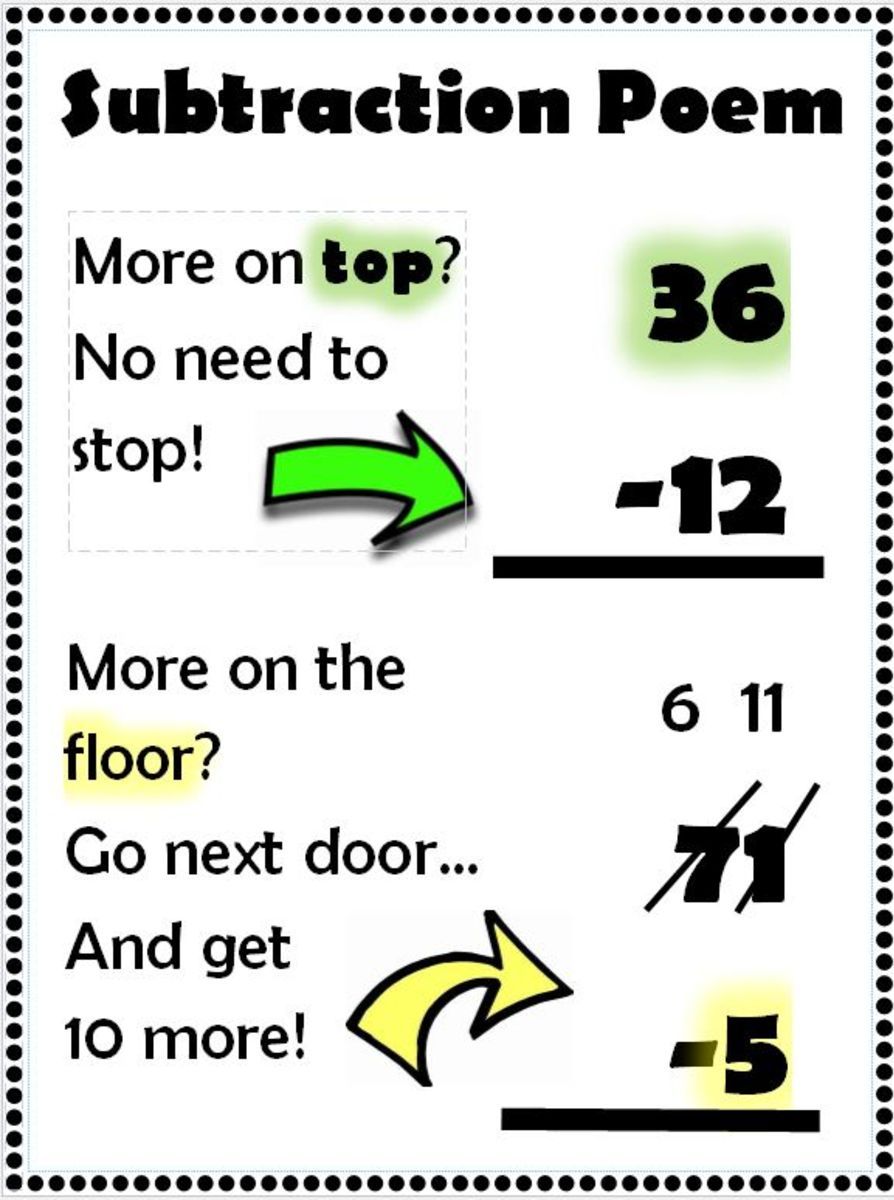 Subtraction Poem
More on top?
No need to
stop!
36
-12
More on the
floor?
Go next door...
And get
10 more!
6 11
71
-5